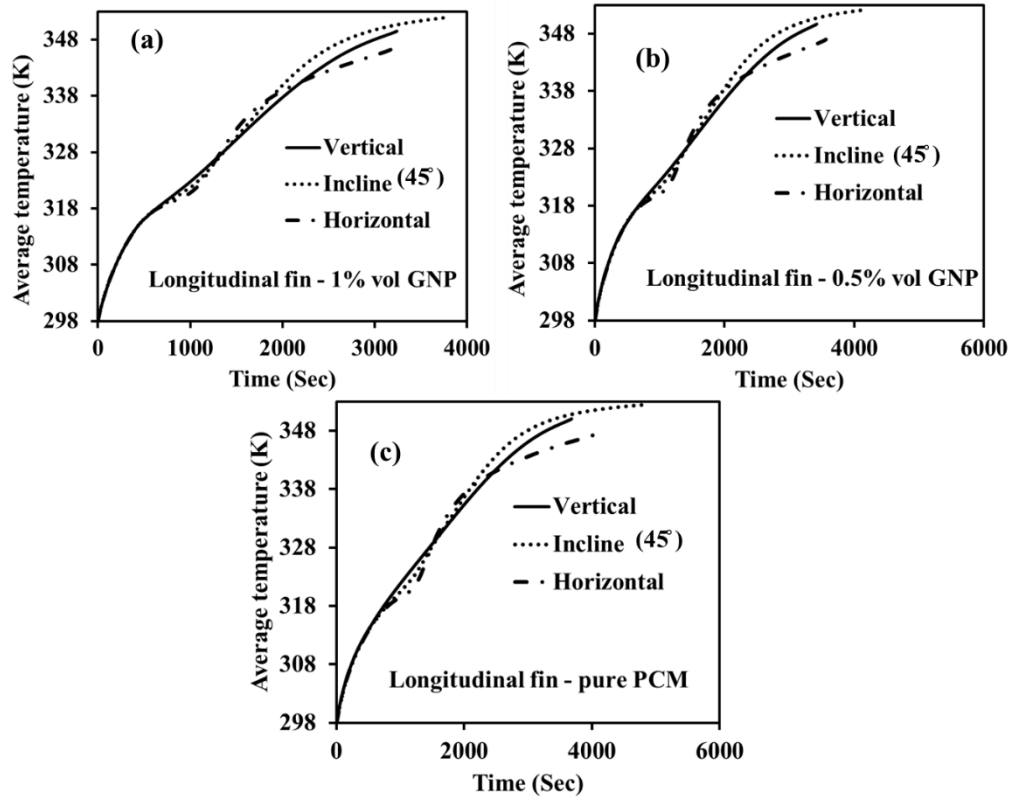 (a)
Average temperature (K)
348
338
328
318
308
298
Vertical
Incline (45°)
Horizontal
Longitudinal fin - 1% vol GNP
0 1000 2000 3000 4000
Time (Sec)
(b)
Average temperature (K)
348
338
328
318
308
298
Vertical
Incline (45°)
Horizontal
Longitudinal fin - 0.5% vol GNP
0 2000 4000 6000
Time (Sec)
(c)
Average temperature (K)
348
338
328
318
308
298
Vertical
Incline (45°)
Horizontal
Longitudinal fin - pure PCM
0 2000 4000 6000
Time (Sec)